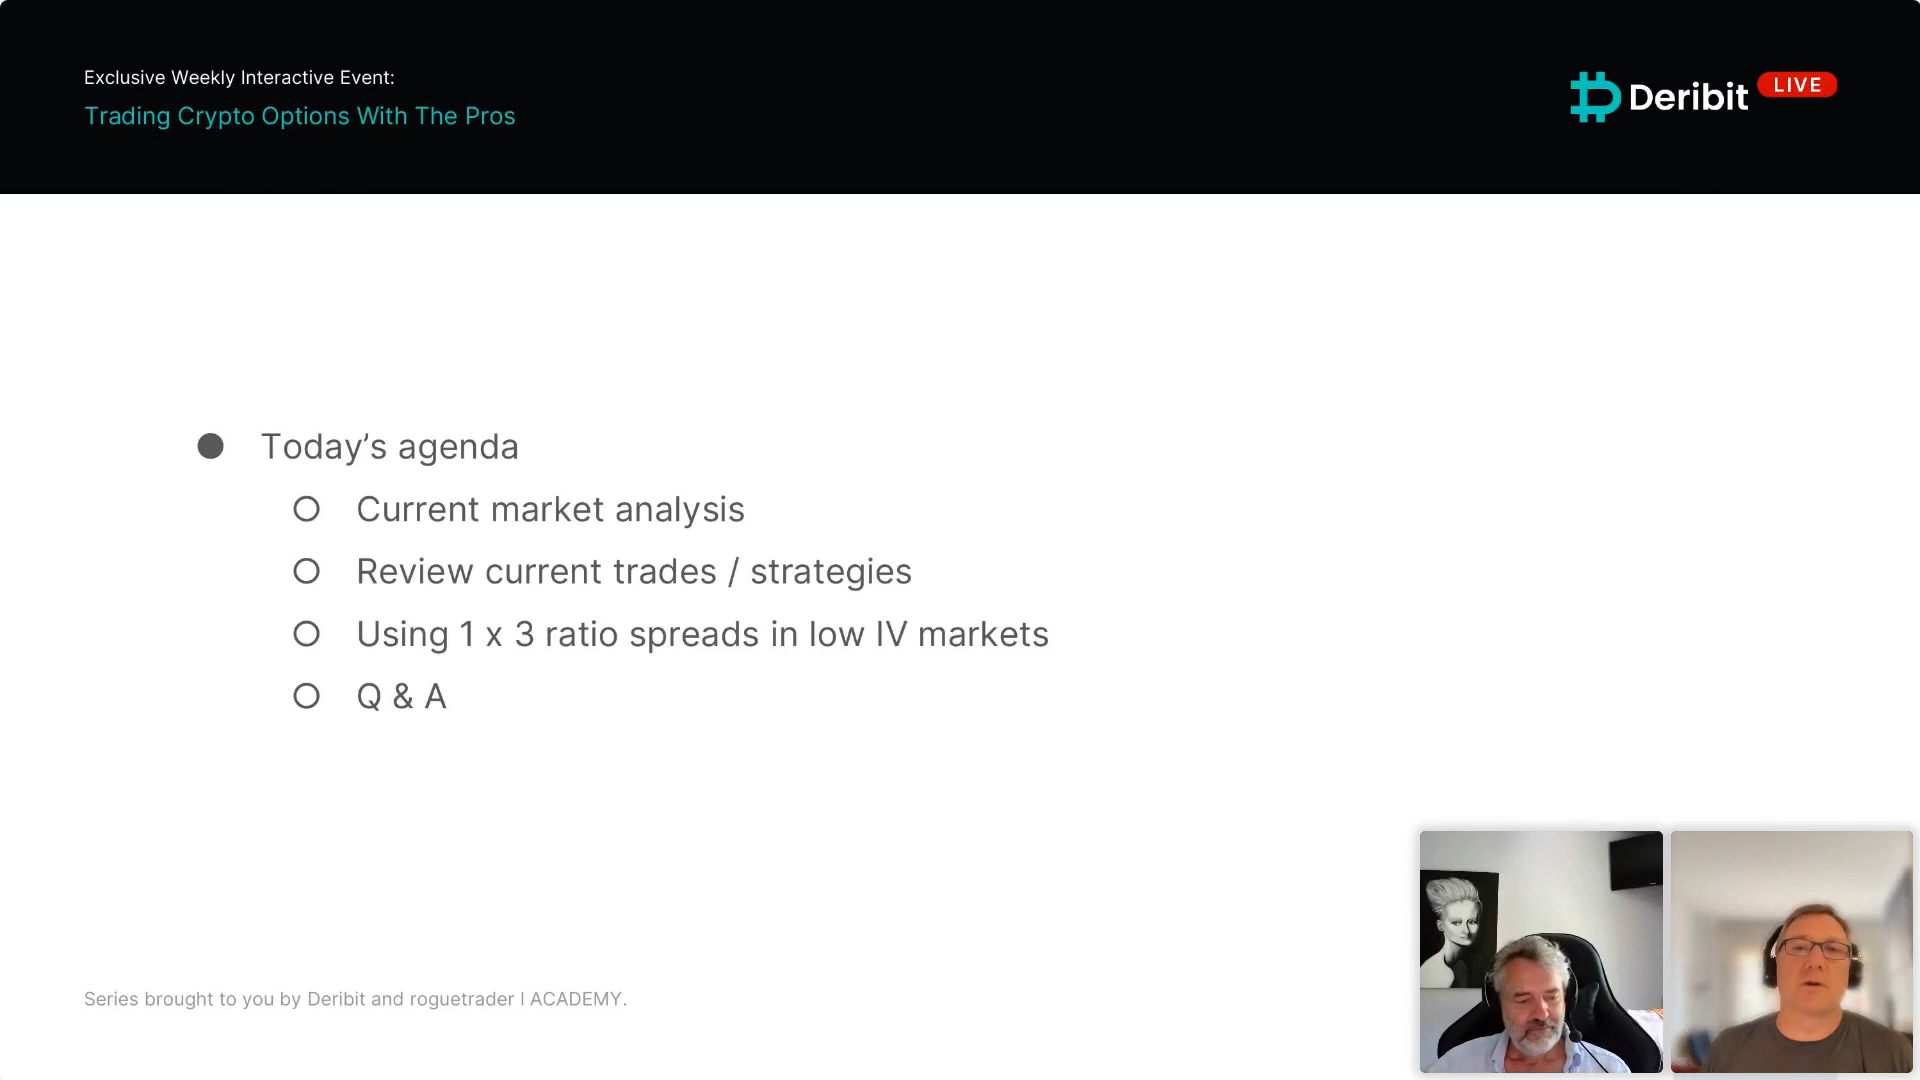 Exclusive Weekly Interactive Event:
Trading Crypto Options With The Pros
Deribit LIVE
Today’s agenda
Current market analysis
Review current trades / strategies
Using 1 x 3 ratio spreads in low IV markets
Q & A
Series brought to you by Deribit and roguetrader | ACADEMY.